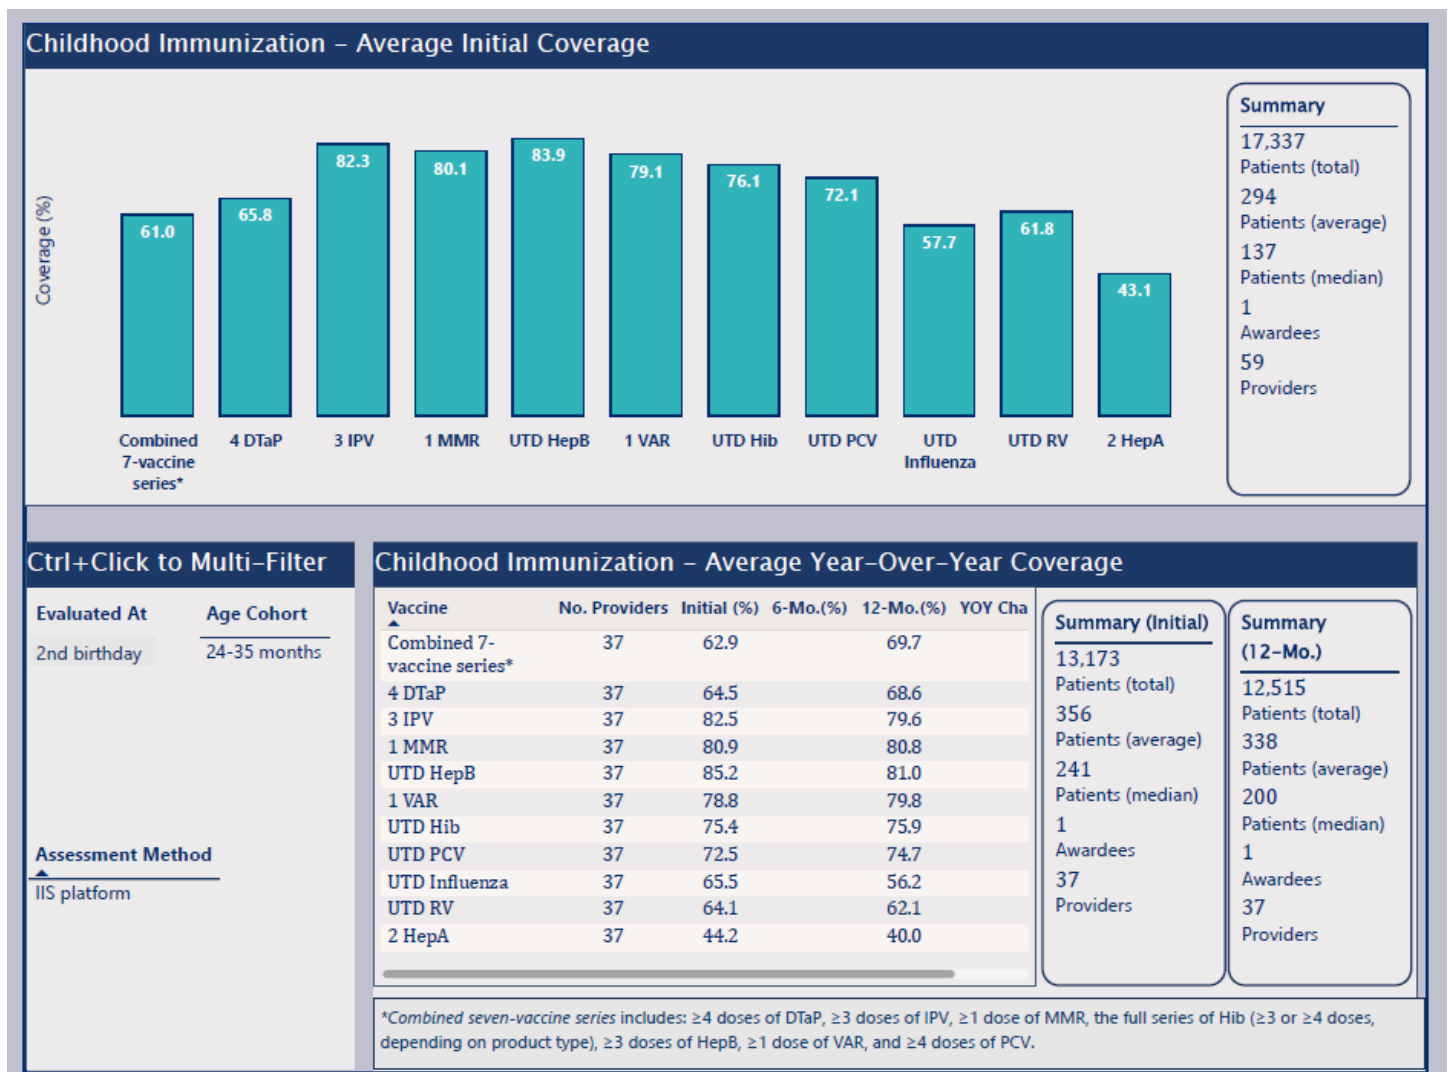 Childhood Immunization – Average Initial Coverage
Coverage (%)
61.0
65.8
82.3
80.1
83.9
79.1
76.1
72.1
57.7
61.8
43.1
Combined 4 DTaP 3 IPV 1 MMR UTD HepB 1 VAR UTD Hib UTD PCV UTD UTD RV 2 HepA
7-vaccine Influenza
series*
Summary
17,337
Patients (total)
294
Patients (average)
137
Patients (median)
1
Awardees
59
Providers
Ctrl+Click to Multi-Filter
Evaluated At Age Cohort
2nd birthday 24-35 months
Assessment Method
IIS platform
Childhood Immunization – Average Year-Over-Year Coverage
Vaccine No. Providers Initial (%) 6-Mo.(%) 12-Mo.(%) YOY Cha
Combined 7- 37 62.9 69.7
vaccine series*
4 DTaP 37 64.5 68.6
3 IPV 37 82.5 79.6
1 MMR 37 80.9 80.8
UTD HepB 37 85.2 81.0
1 VAR 37 78.8 79.8
UTD Hib 37 75.4 75.9
UTD PCV 37 72.5 74.7
UTD Influenza 37 65.5 56.2
UTD RV 37 64.1 62.1
2 HepA 37 44.2 40.0
Summary (Initial)
13,173
Patients (total)
356
Patients (average)
241
Patients (median)
1
Awardees
37
Providers
Summary
(12-Mo.)
12,515
Patients (total)
338
Patients (average)
200
Patients (median)
1
Awardees
37
Providers
*Combined seven-vaccine series includes: ≥4 doses of DTaP, ≥3 doses of IPV, ≥1 dose of MMR, the full series of Hib (≥3 or ≥4 doses,
depending on product type), ≥3 doses of HepB, ≥1 dose of VAR, and ≥4 doses of PCV.